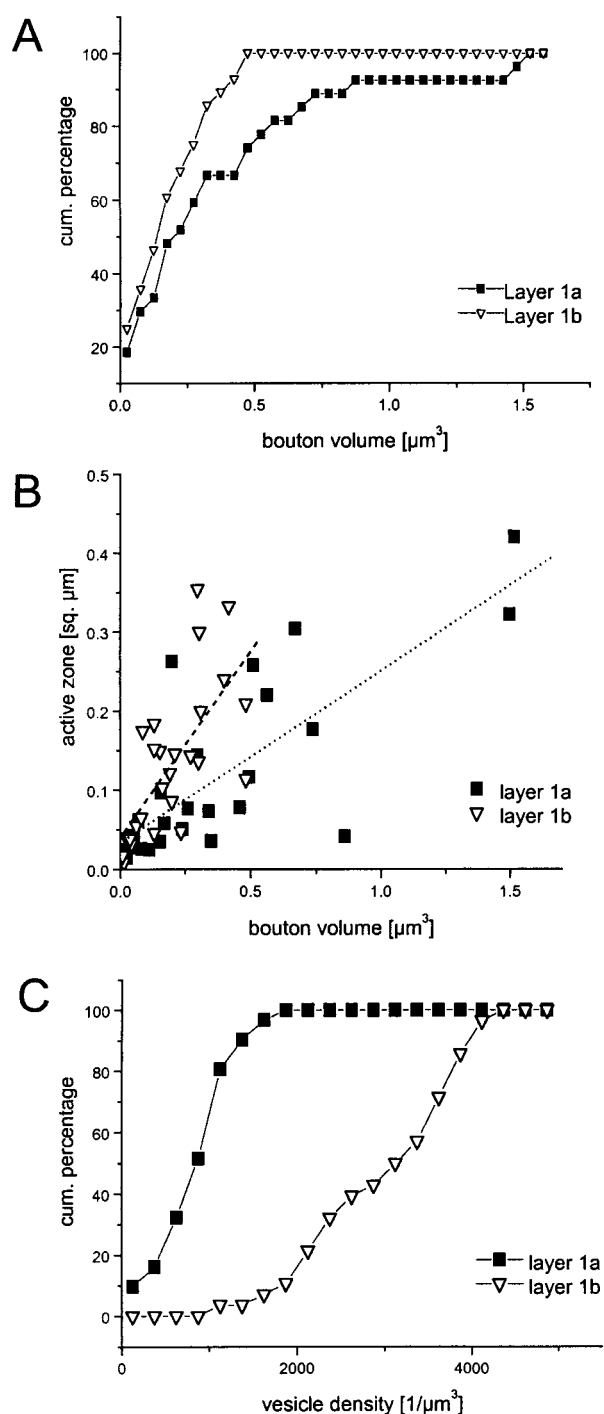 A
100
80
60
40
20
cum. percentage
Layer 1a
Layer 1b
0.0
0.5
1.0
1.5
bouton volume [µm³]
B
0.5
0.4
0.3
0.2
0.1
0.0
active zone [sq. µm]
layer 1a
layer 1b
0.0
0.5
1.0
1.5
bouton volume [µm³]
C
100
80
60
40
20
0
cum. percentage
layer 1a
layer 1b
0
2000
4000
vesicle density [1/µm³]